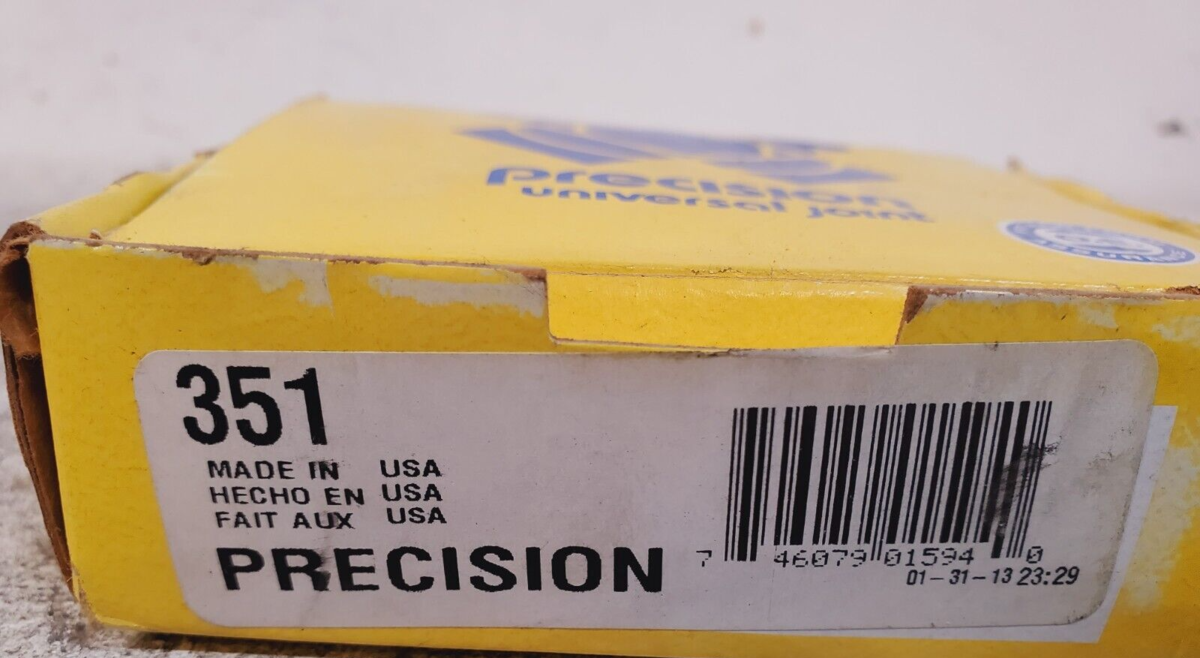 precision
universal joint
351
MADE IN USA
HECHO EN USA
FAIT AUX USA
PRECISION
7 46079 01594 0
01-31-13 23:29